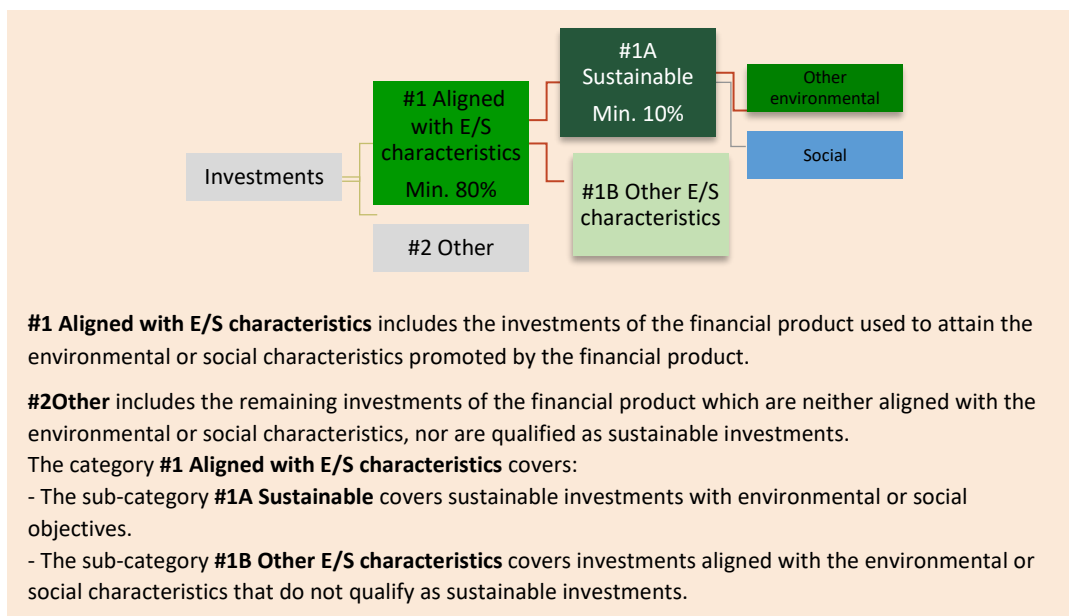 #1A
Sustainable
Min. 10%
Other
environmental
#1 Aligned
with E/S
characteristics
Min. 80%
Social
Investments
#1B Other E/S
characteristics
#2 Other
#1 Aligned with E/S characteristics includes the investments of the financial product used to attain the
environmental or social characteristics promoted by the financial product.
#2Other includes the remaining investments of the financial product which are neither aligned with the
environmental or social characteristics, nor are qualified as sustainable investments.
The category #1 Aligned with E/S characteristics covers:
- The sub-category #1A Sustainable covers sustainable investments with environmental or social
objectives.
- The sub-category #1B Other E/S characteristics covers investments aligned with the environmental or
social characteristics that do not qualify as sustainable investments.